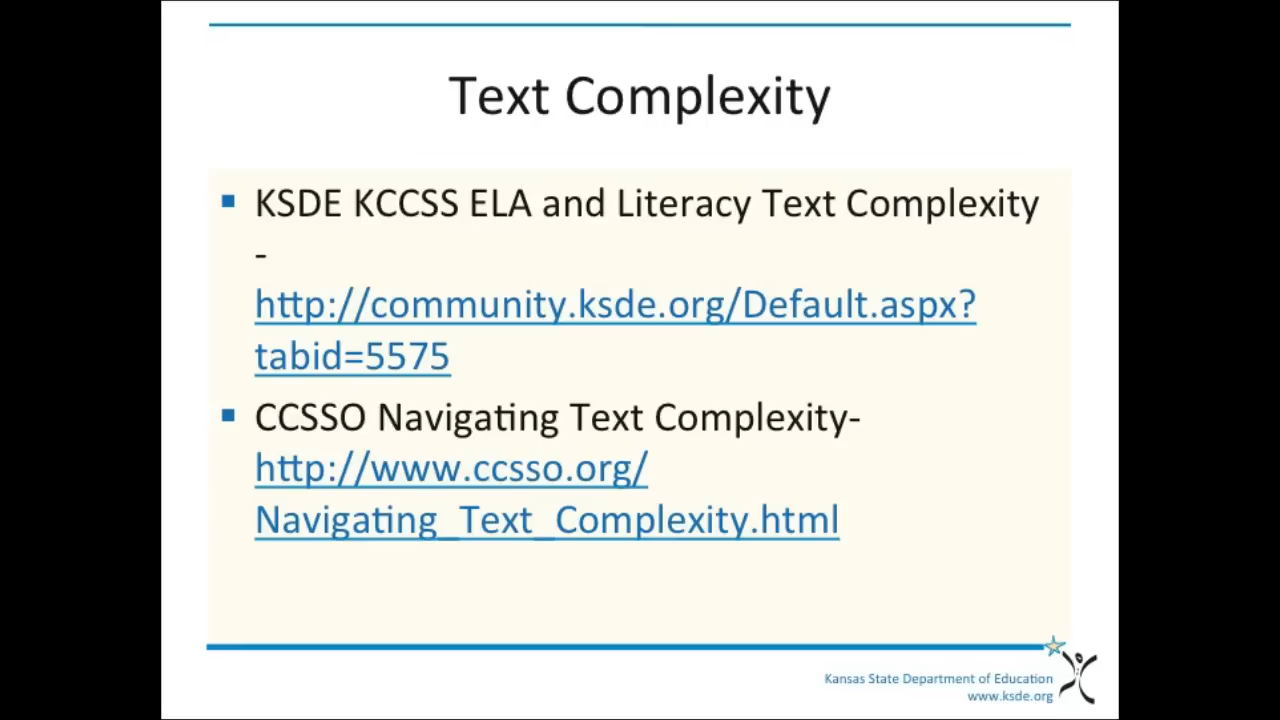 Text Complexity
KSDE KCCSS ELA and Literacy Text Complexity
-
http://community.ksde.org/Default.aspx?
tabid=5575
CCSSO Navigating Text Complexity-
http://www.ccsso.org/
Navigating_Text_Complexity.html
Kansas State Department of Education
www.ksde.org